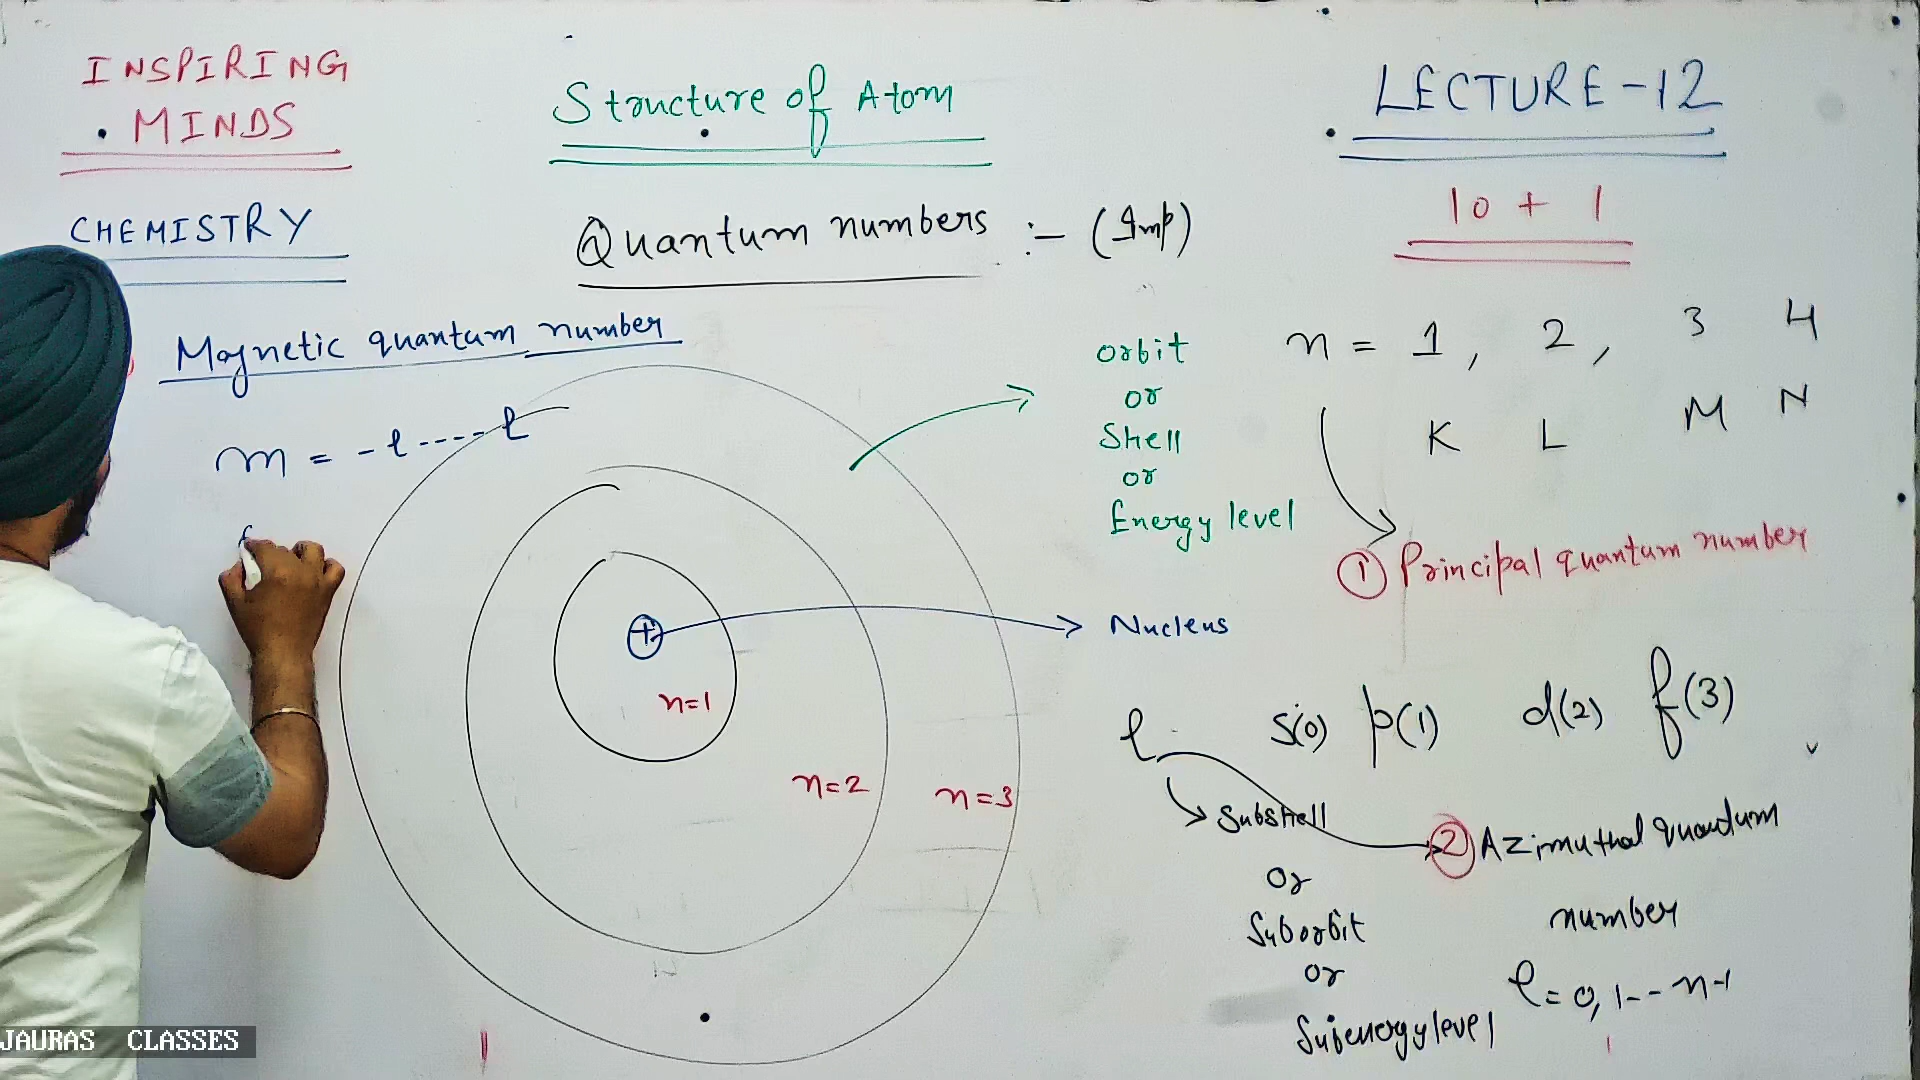 INSPIRING
MINDS
Structure of Atom
LECTURE-12
10 + 1
CHEMISTRY
Quantum numbers :- (Imp)
Magnetic quantum number
m = -l ---- l
orbit
or
Shell
or
Energy level
n = 1, 2, 3 4
K L M N
① Principal quantum number
+
Nucleus
n=1
n=2
n=3
l s(0) p(1) d(2) f(3)
Substell
or
Suborbit
or
Subenergy level
② Azimuthal quantum
number
l=0,1--n-1
JAURAS CLASSES